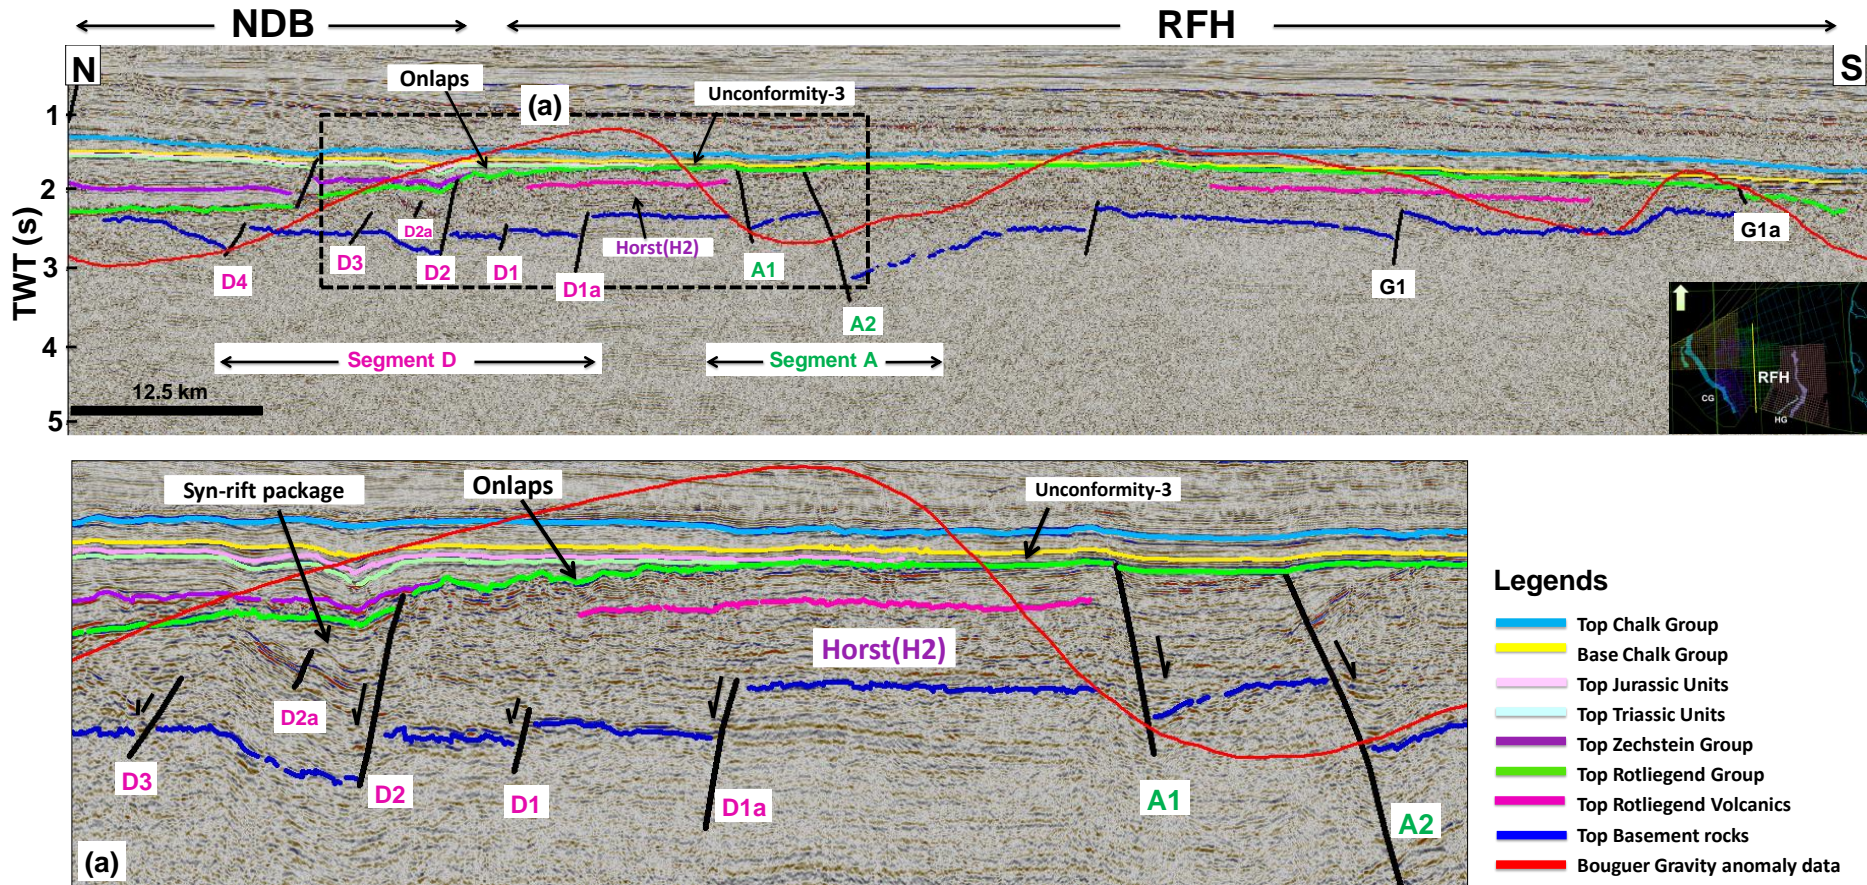 NDB
RFH
N
S
Onlaps
(a)
Unconformity-3
1
2
3
4
5
TWT (s)
D4
D3
D2a
D2
D1
D1a
Horst(H2)
A1
A2
G1
G1a
Segment D
Segment A
12.5 km
RFH
CG
HG
Syn-rift package
Onlaps
Unconformity-3
Horst(H2)
D3
D2a
D2
D1
D1a
A1
A2
(a)
Legends
Top Chalk Group
Base Chalk Group
Top Jurassic Units
Top Triassic Units
Top Zechstein Group
Top Rotliegend Group
Top Rotliegend Volcanics
Top Basement rocks
Bouguer Gravity anomaly data